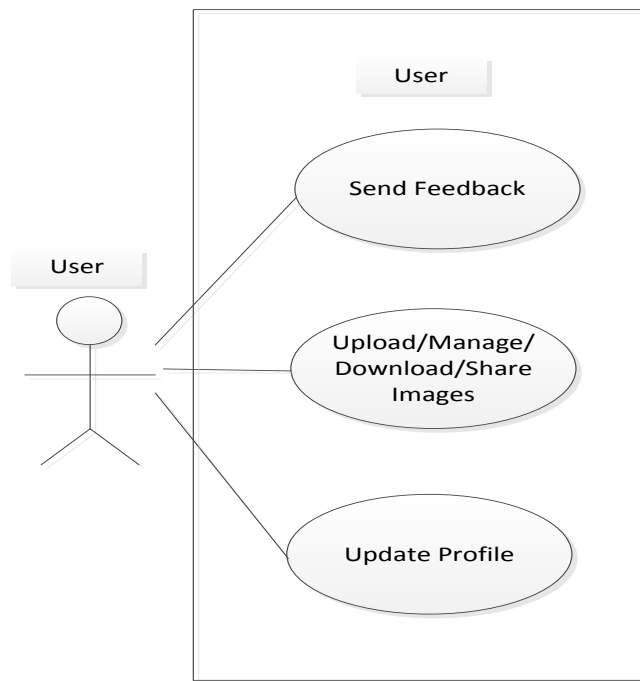 User
Send Feedback
User
Upload/Manage/
Download/Share
Images
Update Profile